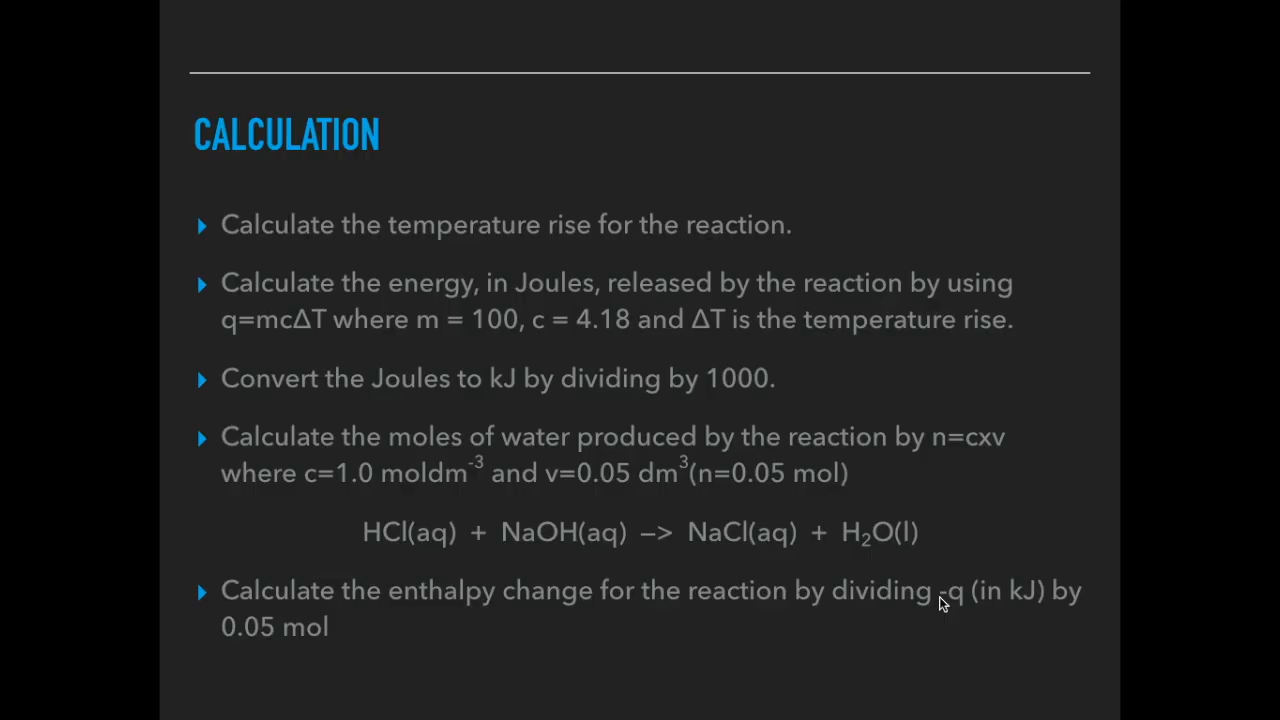 CALCULATION
Calculate the temperature rise for the reaction.
Calculate the energy, in Joules, released by the reaction by using
q=mcΔT where m = 100, c = 4.18 and ΔT is the temperature rise.
Convert the Joules to kJ by dividing by 1000.
Calculate the moles of water produced by the reaction by n=cxv
where c=1.0 moldm⁻³ and v=0.05 dm³(n=0.05 mol)
HCl(aq) + NaOH(aq) —> NaCl(aq) + H₂O(l)
Calculate the enthalpy change for the reaction by dividing -q (in kJ) by
0.05 mol